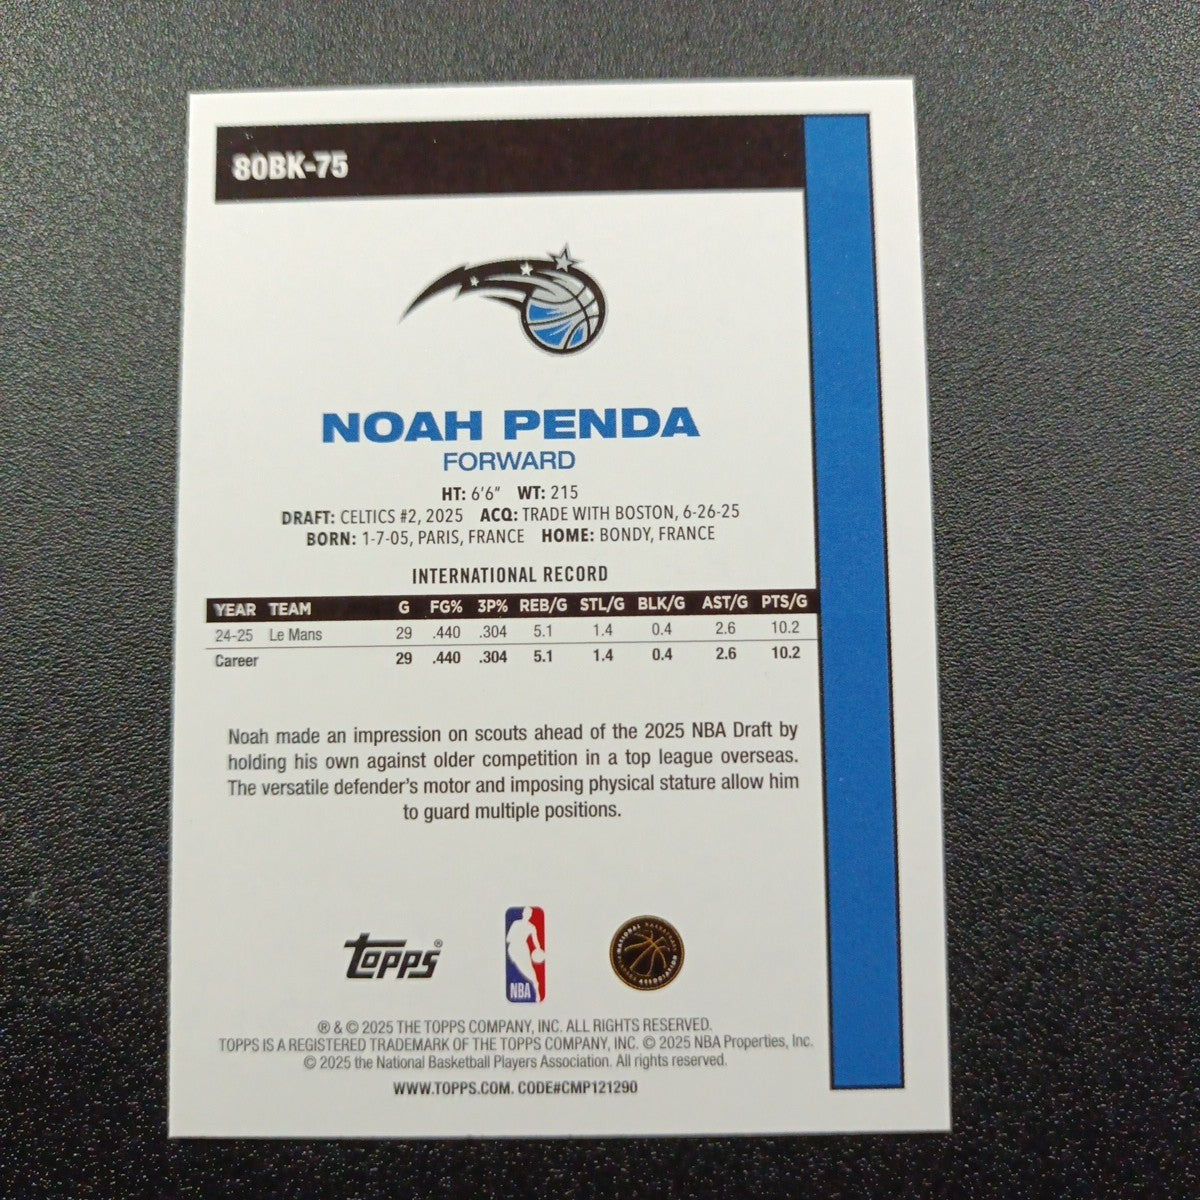 80BK-75
NOAH PENDA
FORWARD
HT: 6'6" WT: 215
DRAFT: CELTICS #2, 2025 ACQ: TRADE WITH BOSTON, 6-26-25
BORN: 1-7-05, PARIS, FRANCE HOME: BONDY, FRANCE
INTERNATIONAL RECORD
YEAR TEAM G FG% 3P% REB/G STL/G BLK/G AST/G PTS/G
24-25 Le Mans 29 .440 .304 5.1 1.4 0.4 2.6 10.2
Career 29 .440 .304 5.1 1.4 0.4 2.6 10.2
Noah made an impression on scouts ahead of the 2025 NBA Draft by
holding his own against older competition in a top league overseas.
The versatile defender's motor and imposing physical stature allow him
to guard multiple positions.
topps®
NBA
NATIONAL BASKETBALL PLAYERS ASSOCIATION
® & © 2025 THE TOPPS COMPANY, INC. ALL RIGHTS RESERVED.
TOPPS IS A REGISTERED TRADEMARK OF THE TOPPS COMPANY, INC. © 2025 NBA Properties, Inc.
© 2025 the National Basketball Players Association. All rights reserved.
WWW.TOPPS.COM. CODE#CMP121290